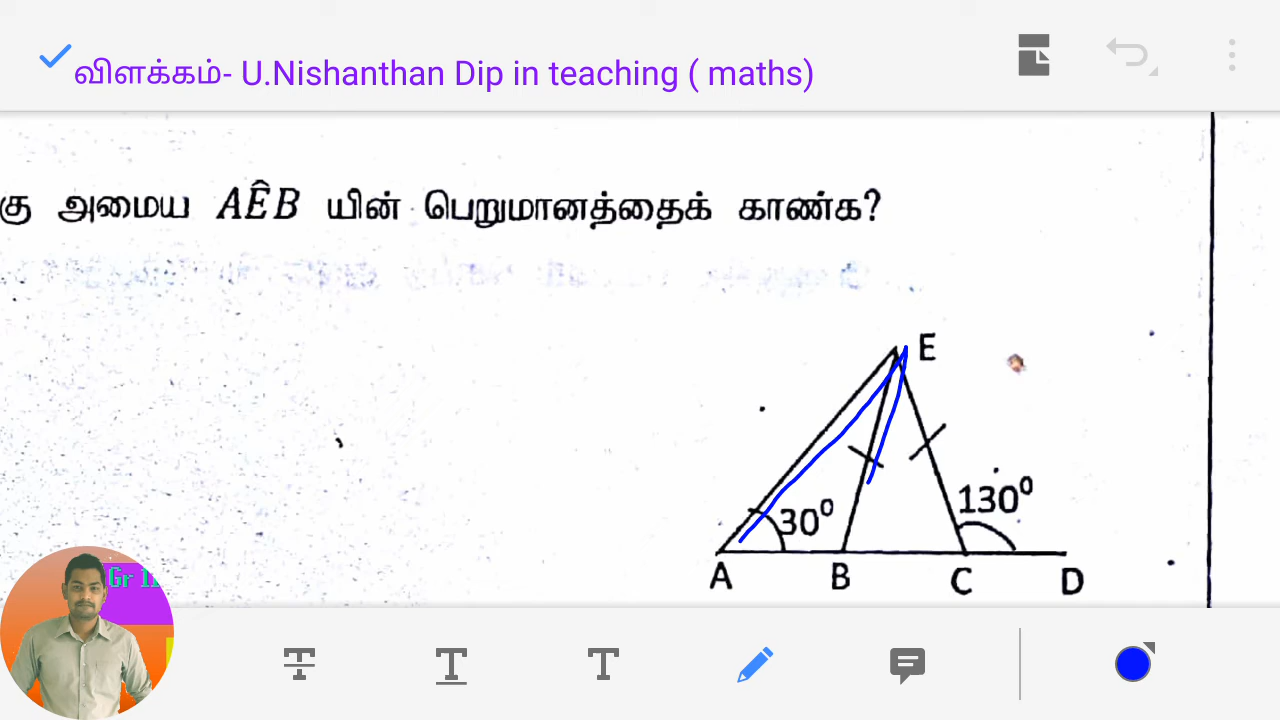 விளக்கம்- U.Nishanthan Dip in teaching ( maths)
கு அமைய AÊB யின் பெறுமானத்தைக் காண்க?
E
30⁰
130⁰
A B C D
T T T